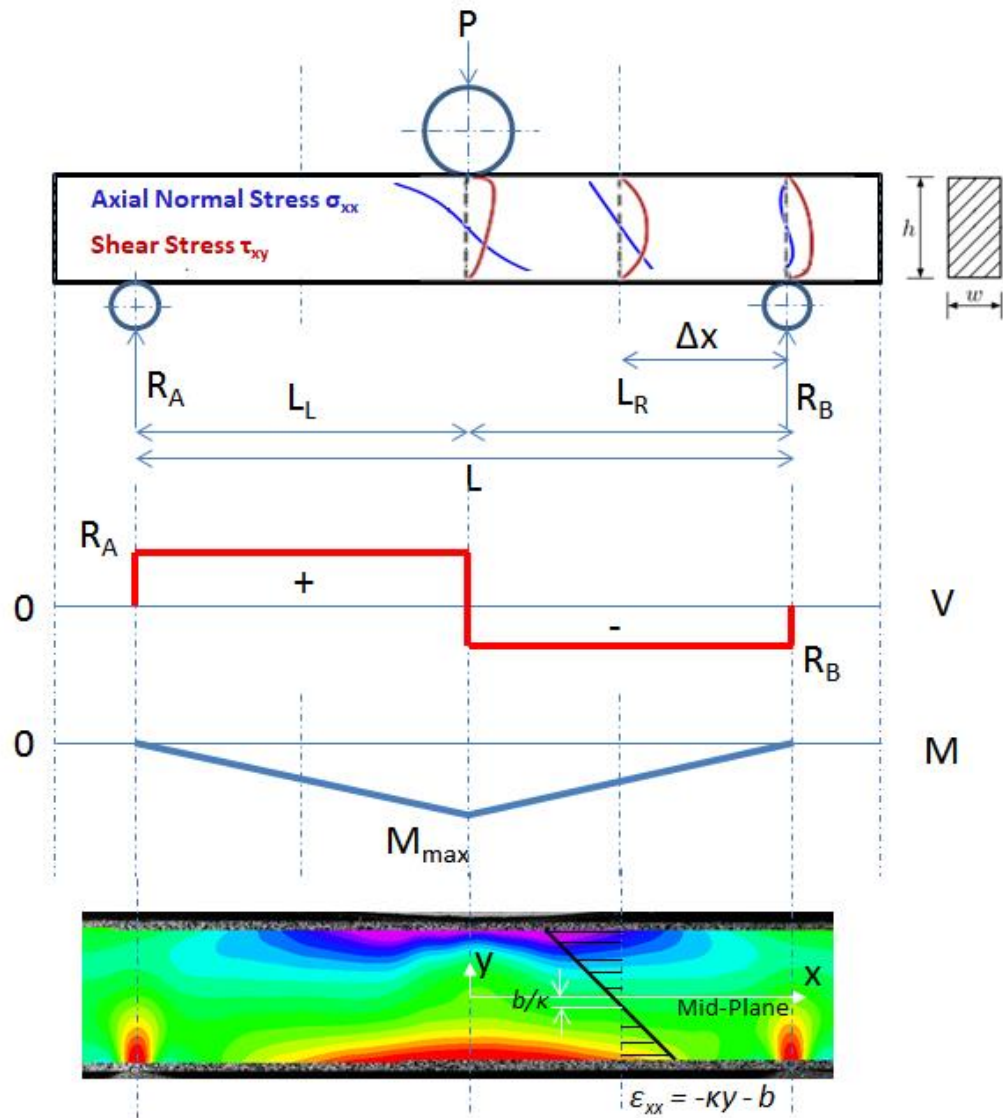 P
Axial Normal Stress σxx
Shear Stress τxy
h
w
Δx
RA
LL
LR
RB
L
RA
+
0
V
-
RB
0
M
Mmax
y
x
b/κ
Mid-Plane
εxx = -κy - b